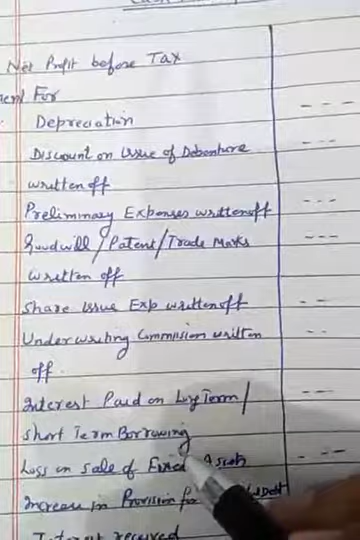 Net Profit before Tax
ment For
Depreciation
Discount on issue of Debenture
written off
Preliminary Expenses written off
Goodwill/Patent/Trade Marks
written off
Share issue Exp written off
Underwriting Commission written
off
Interest Paid on Long Term/
Short Term Borrowing
Loss on Sale of Fixed Assets
Increase in Provision for
Interest received